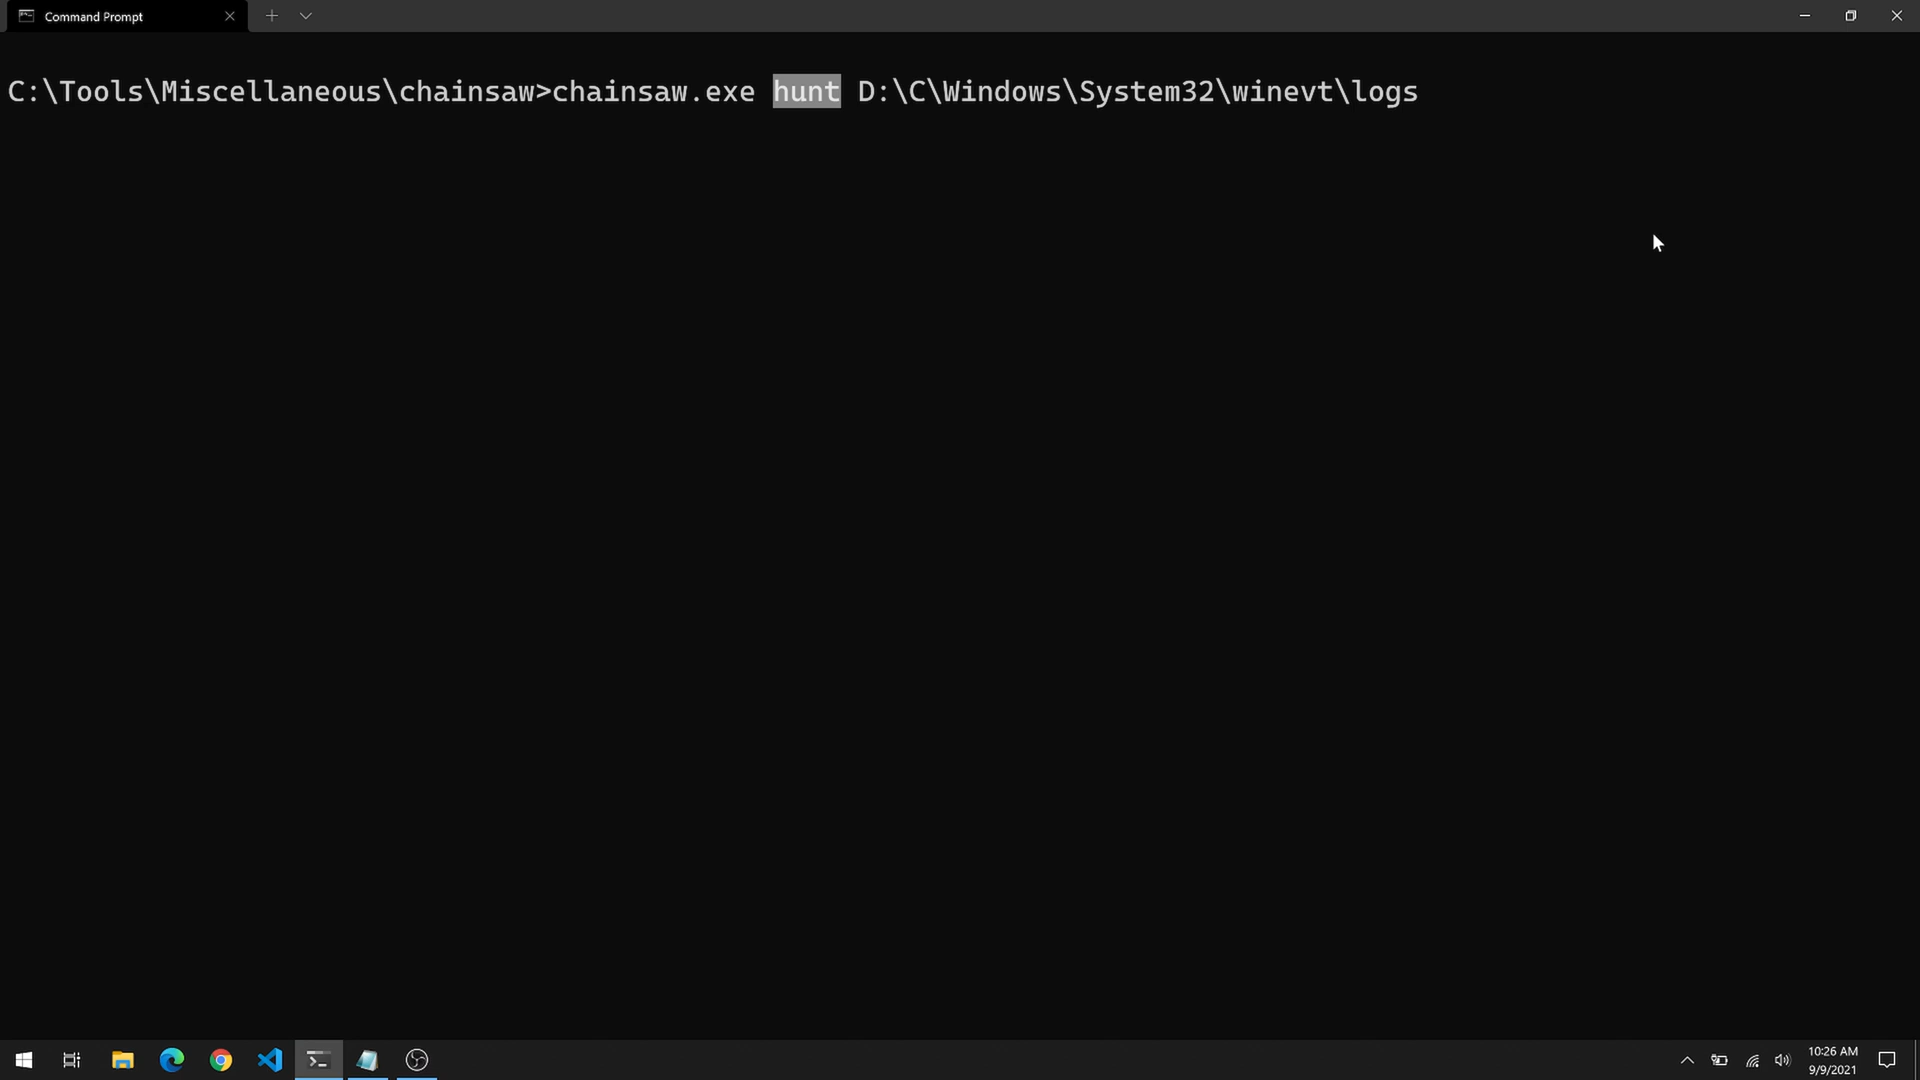 Command Prompt
C:\Tools\Miscellaneous\chainsaw>chainsaw.exe hunt D:\C\Windows\System32\winevt\logs
10:26 AM
9/9/2021